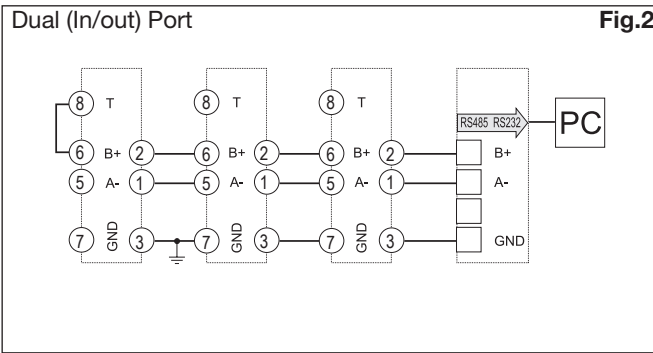 Dual (In/out) Port Fig.2
8 T 8 T 8 T RS485 RS232 PC
6 B+ 2 6 B+ 2 6 B+ 2 B+
5 A- 1 5 A- 1 5 A- 1 A-
7 GND 3 7 GND 3 7 GND 3 GND